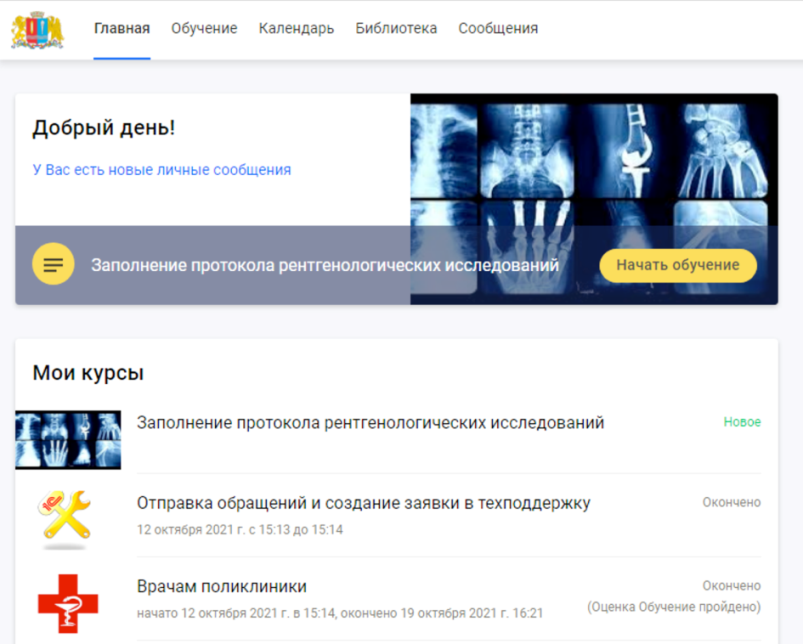 Главная Обучение Календарь Библиотека Сообщения
Добрый день!
У Вас есть новые личные сообщения
Заполнение протокола рентгенологических исследований Начать обучение
Мои курсы
Заполнение протокола рентгенологических исследований Новое
Отправка обращений и создание заявки в техподдержку Окончено
12 октября 2021 г. с 15:13 до 15:14
Врачам поликлиники Окончено
начато 12 октября 2021 г. в 15:14, окончено 19 октября 2021 г. 16:21 (Оценка Обучение пройдено)